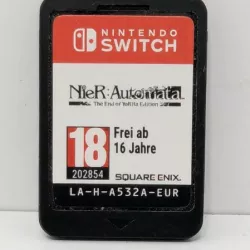 NINTENDO
SWITCH
NieR:Automata
The End of YoRHa Edition
18
Frei ab
16 Jahre
202854
SQUARE ENIX
LA-H-A532A-EUR